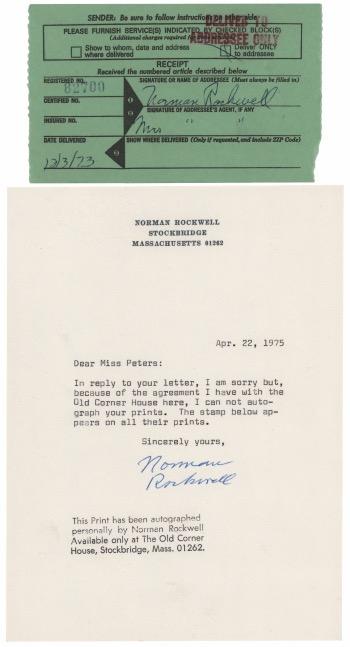 SENDER: Be sure to follow instructions on other side
DELIVER TO
ADDRESSEE ONLY
PLEASE FURNISH SERVICE(S) INDICATED BY CHECKED BLOCK(S)
(Additional charges required for
Show to whom, date and address
where delivered
Deliver ONLY
to addressee
RECEIPT
Received the numbered article described below
REGISTERED NO.
82700
SIGNATURE OR NAME OF ADDRESSEE (Must always be filled in)
Norman Rockwell
CERTIFIED NO.
SIGNATURE OF ADDRESSEE'S AGENT, IF ANY
Mrs " "
INSURED NO.
DATE DELIVERED
SHOW WHERE DELIVERED (Only if requested, and include ZIP Code)
12/3/73
NORMAN ROCKWELL
STOCKBRIDGE
MASSACHUSETTS 01262
Apr. 22, 1975
Dear Miss Peters:
In reply to your letter, I am sorry but,
because of the agreement I have with the
Old Corner House here, I can not auto-
graph your prints. The stamp below ap-
pears on all their prints.
Sincerely yours,
Norman
Rockwell
This Print has been autographed
personally by Norman Rockwell
Available only at The Old Corner
House, Stockbridge, Mass. 01262.